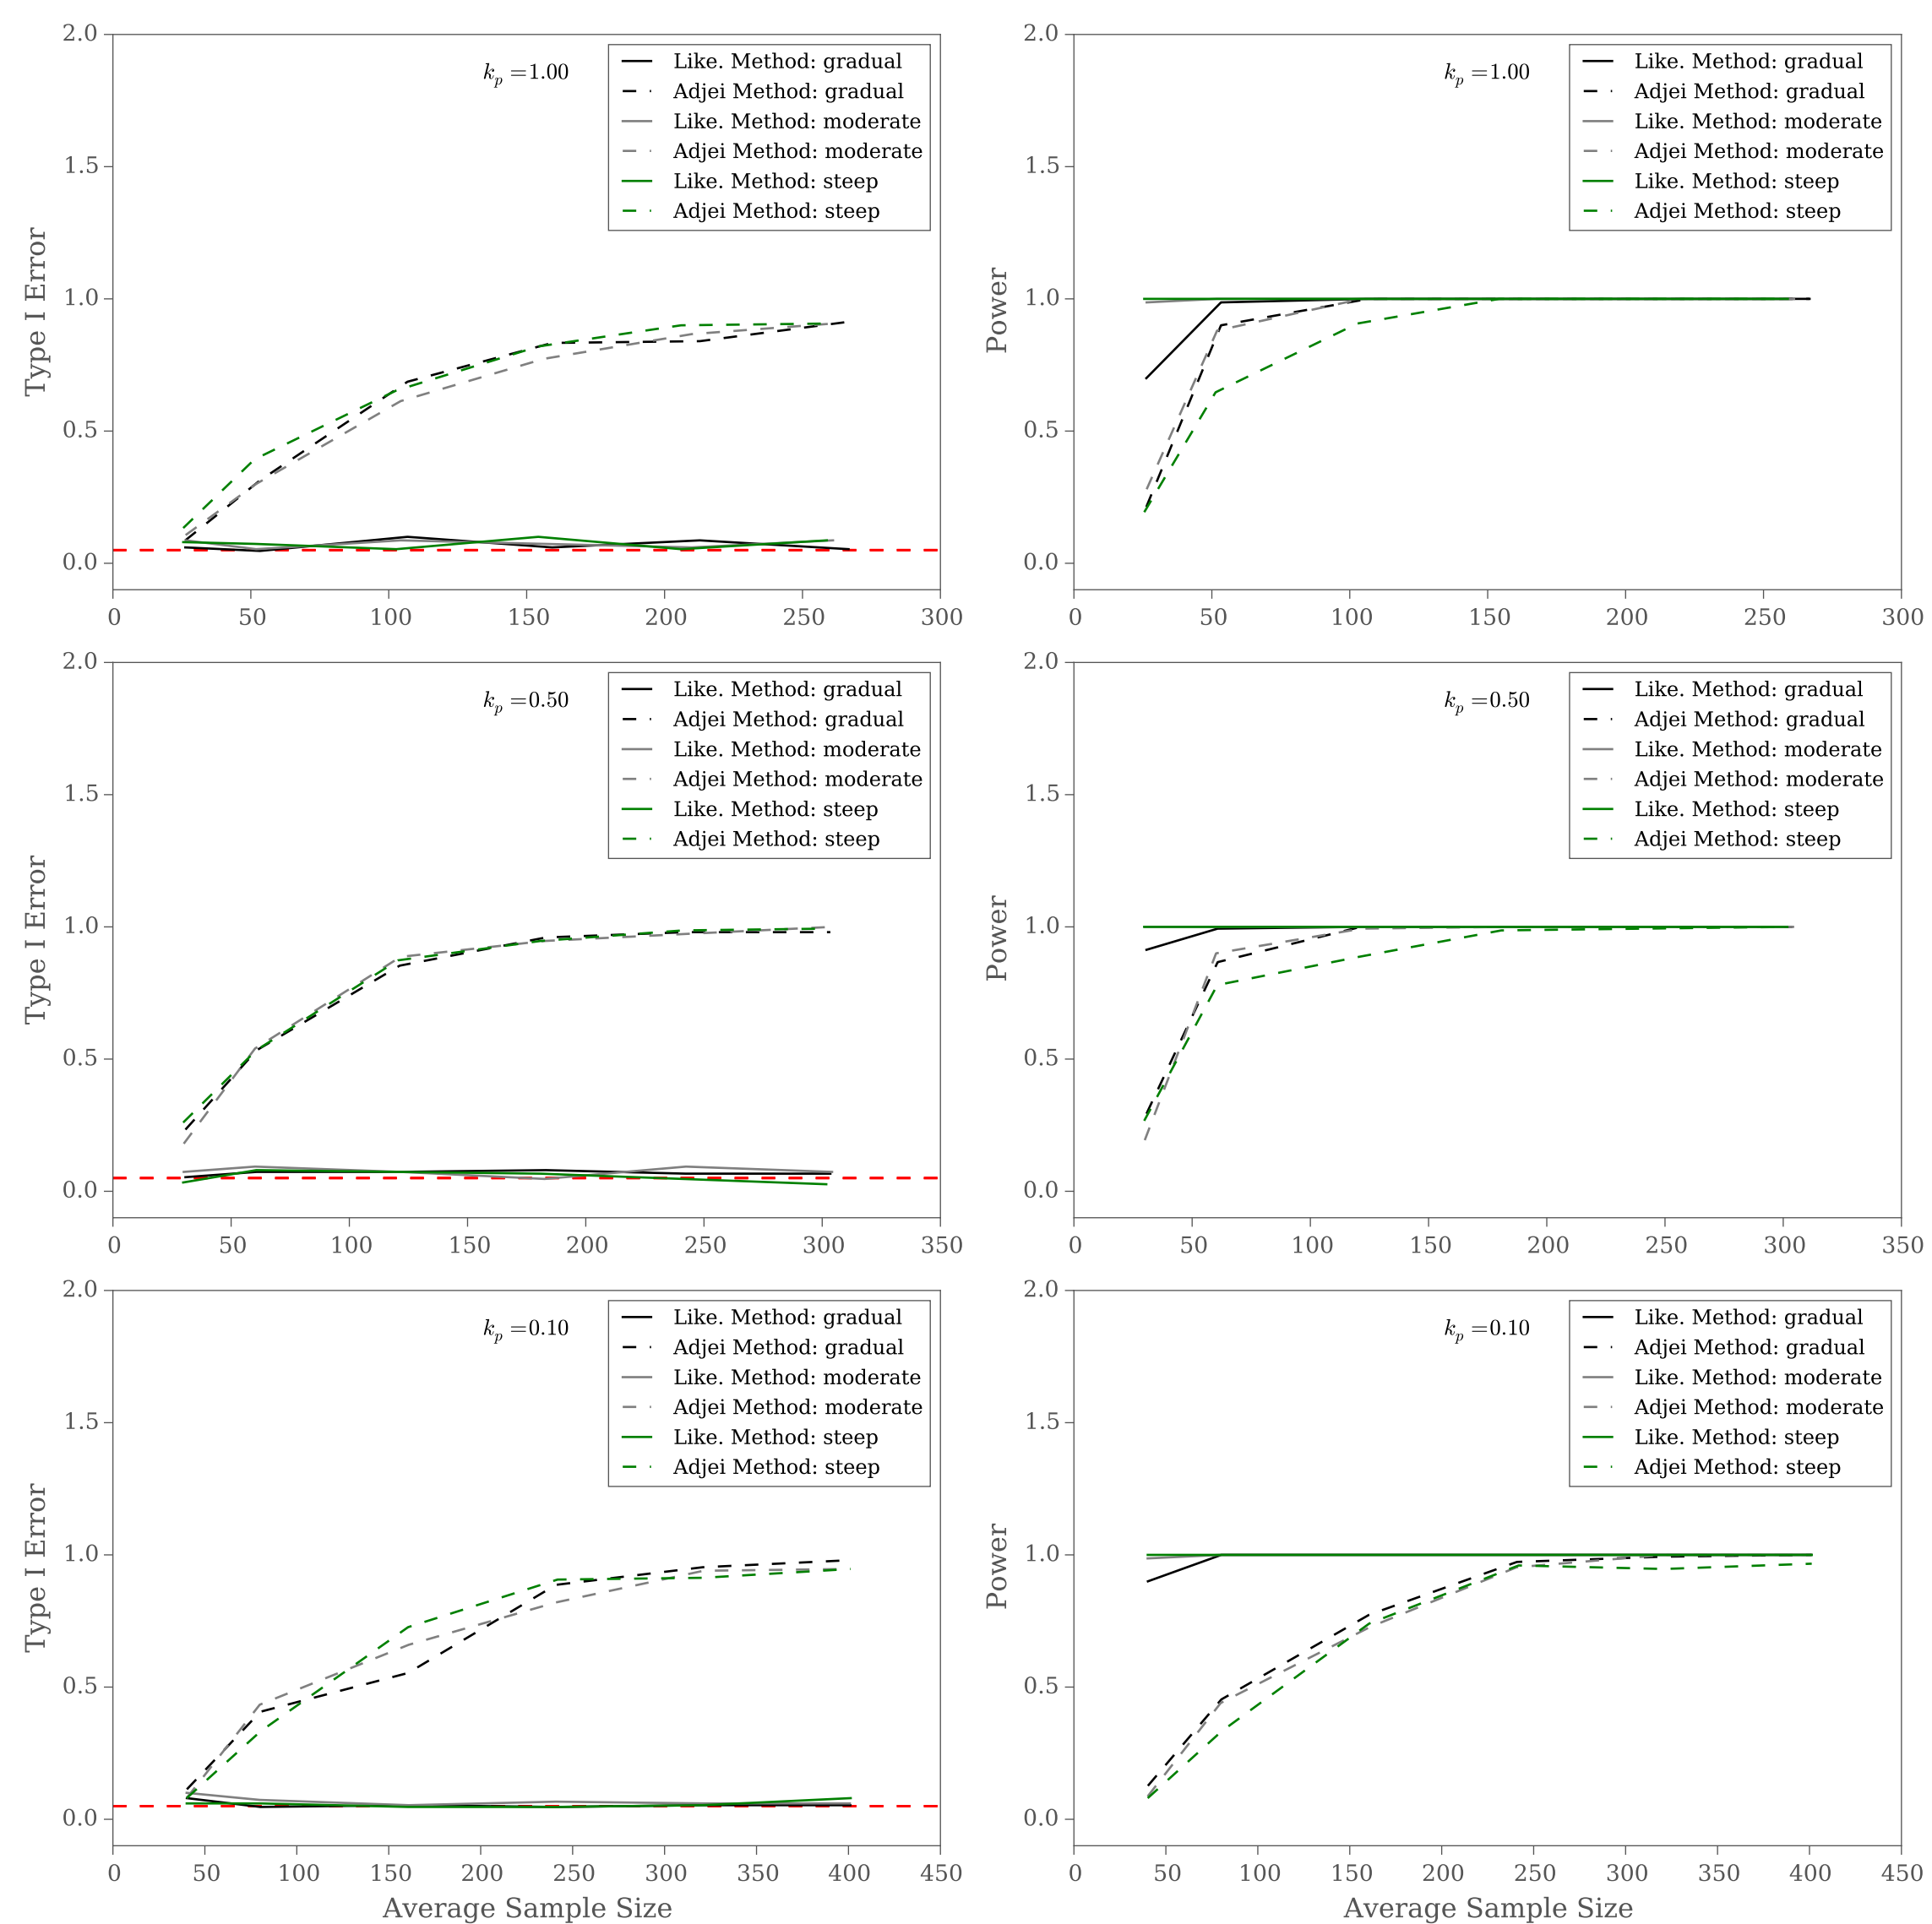 2.0
1.5
1.0
0.5
0.0
Type I Error
k_p = 1.00
Like. Method: gradual
Adjei Method: gradual
Like. Method: moderate
Adjei Method: moderate
Like. Method: steep
Adjei Method: steep
0 50 100 150 200 250 300
2.0
1.5
1.0
0.5
0.0
Power
k_p = 1.00
Like. Method: gradual
Adjei Method: gradual
Like. Method: moderate
Adjei Method: moderate
Like. Method: steep
Adjei Method: steep
0 50 100 150 200 250 300
2.0
1.5
1.0
0.5
0.0
Type I Error
k_p = 0.50
Like. Method: gradual
Adjei Method: gradual
Like. Method: moderate
Adjei Method: moderate
Like. Method: steep
Adjei Method: steep
0 50 100 150 200 250 300 350
2.0
1.5
1.0
0.5
0.0
Power
k_p = 0.50
Like. Method: gradual
Adjei Method: gradual
Like. Method: moderate
Adjei Method: moderate
Like. Method: steep
Adjei Method: steep
0 50 100 150 200 250 300 350
2.0
1.5
1.0
0.5
0.0
Type I Error
k_p = 0.10
Like. Method: gradual
Adjei Method: gradual
Like. Method: moderate
Adjei Method: moderate
Like. Method: steep
Adjei Method: steep
0 50 100 150 200 250 300 350 400 450
Average Sample Size
2.0
1.5
1.0
0.5
0.0
Power
k_p = 0.10
Like. Method: gradual
Adjei Method: gradual
Like. Method: moderate
Adjei Method: moderate
Like. Method: steep
Adjei Method: steep
0 50 100 150 200 250 300 350 400 450
Average Sample Size